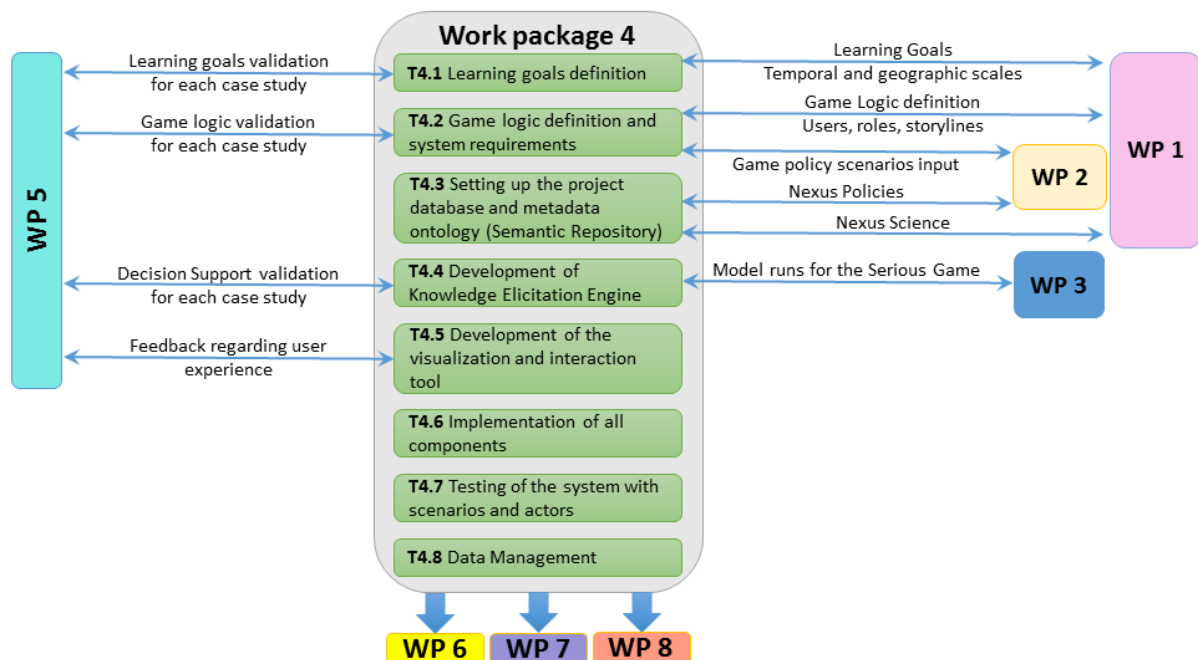 Work package 4
Learning goals validation
for each case study
T4.1 Learning goals definition
Learning Goals
Temporal and geographic scales
Game logic validation
for each case study
T4.2 Game logic definition and
system requirements
Game Logic definition
Users, roles, storylines
Game policy scenarios input
WP 1
WP 2
WP 5
T4.3 Setting up the project
database and metadata
ontology (Semantic Repository)
Nexus Policies
Nexus Science
Decision Support validation
for each case study
T4.4 Development of
Knowledge Elicitation Engine
Model runs for the Serious Game
WP 3
Feedback regarding user
experience
T4.5 Development of the
visualization and interaction
tool
T4.6 Implementation of all
components
T4.7 Testing of the system with
scenarios and actors
T4.8 Data Management
WP 6
WP 7
WP 8